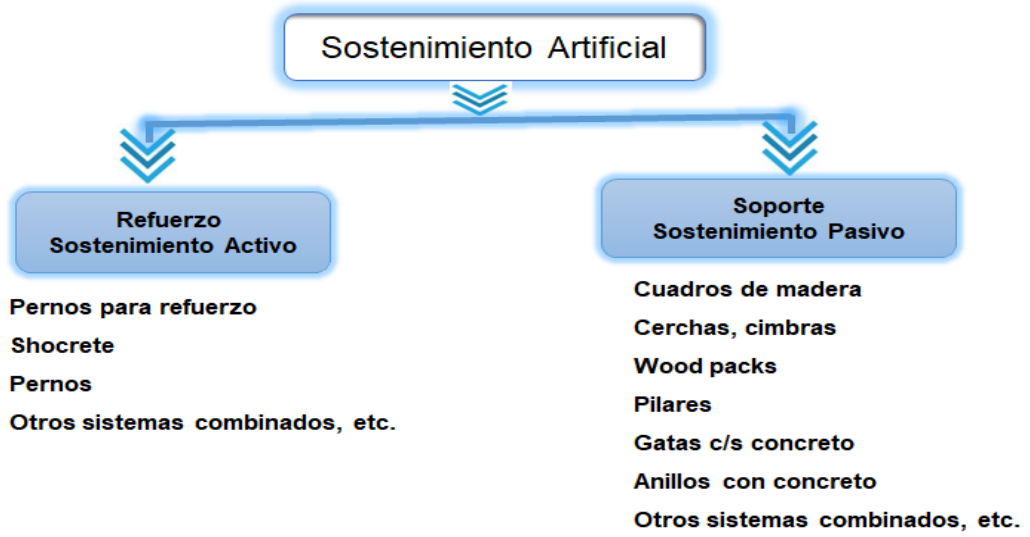 Sostenimiento Artificial
Refuerzo
Sostenimiento Activo
Pernos para refuerzo
Shocrete
Pernos
Otros sistemas combinados, etc.
Soporte
Sostenimiento Pasivo
Cuadros de madera
Cerchas, cimbras
Wood packs
Pilares
Gatas c/s concreto
Anillos con concreto
Otros sistemas combinados, etc.